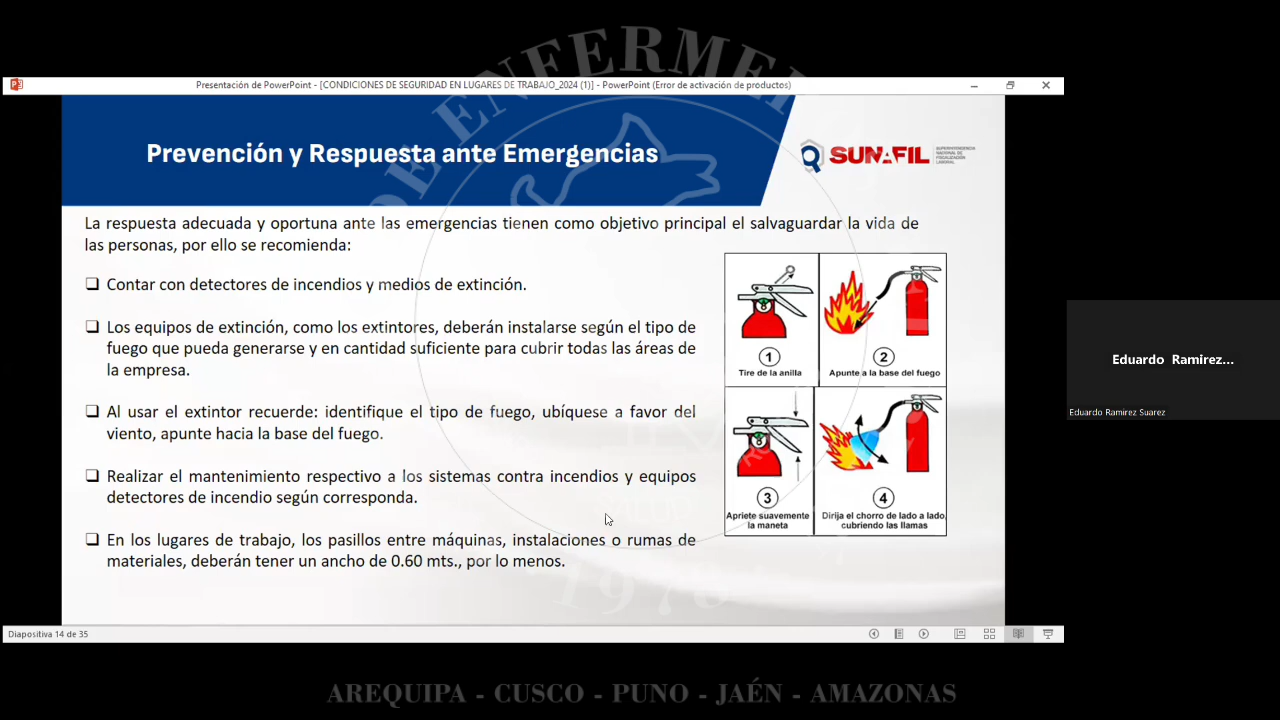 DE ENFERMER
Presentación de PowerPoint - [CONDICIONES DE SEGURIDAD EN LUGARES DE TRABAJO_2024 (1)] - PowerPoint (Error de activación de productos)
Prevención y Respuesta ante Emergencias
SUNAFIL
SUPERINTENDENCIA
NACIONAL DE
FISCALIZACIÓN
LABORAL
La respuesta adecuada y oportuna ante las emergencias tienen como objetivo principal el salvaguardar la vida de
las personas, por ello se recomienda:
❑ Contar con detectores de incendios y medios de extinción.
❑ Los equipos de extinción, como los extintores, deberán instalarse según el tipo de
fuego que pueda generarse y en cantidad suficiente para cubrir todas las áreas de
la empresa.
❑ Al usar el extintor recuerde: identifique el tipo de fuego, ubíquese a favor del
viento, apunte hacia la base del fuego.
❑ Realizar el mantenimiento respectivo a los sistemas contra incendios y equipos
detectores de incendio según corresponda.
❑ En los lugares de trabajo, los pasillos entre máquinas, instalaciones o rumas de
materiales, deberán tener un ancho de 0.60 mts., por lo menos.
1
Tire de la anilla
2
Apunte a la base del fuego
3
Apriete suavemente
la maneta
4
Dirija el chorro de lado a lado,
cubriendo las llamas
Eduardo Ramirez...
Eduardo Ramirez Suarez
1978
Diapositiva 14 de 35
AREQUIPA - CUSCO - PUNO - JAÉN - AMAZONAS